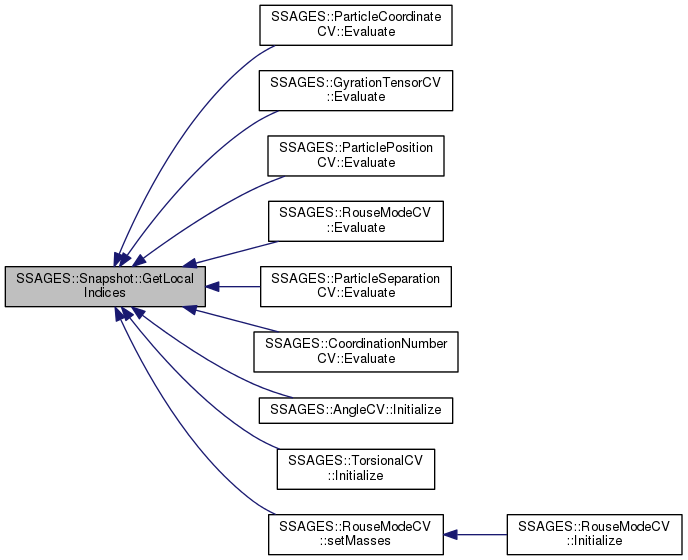 SSAGES::ParticleCoordinate
CV::Evaluate
SSAGES::GyrationTensorCV
::Evaluate
SSAGES::ParticlePosition
CV::Evaluate
SSAGES::RouseModeCV
::Evaluate
SSAGES::Snapshot::GetLocal
Indices
SSAGES::ParticleSeparation
CV::Evaluate
SSAGES::CoordinationNumber
CV::Evaluate
SSAGES::AngleCV::Initialize
SSAGES::TorsionalCV
::Initialize
SSAGES::RouseModeCV
::setMasses
SSAGES::RouseModeCV
::Initialize